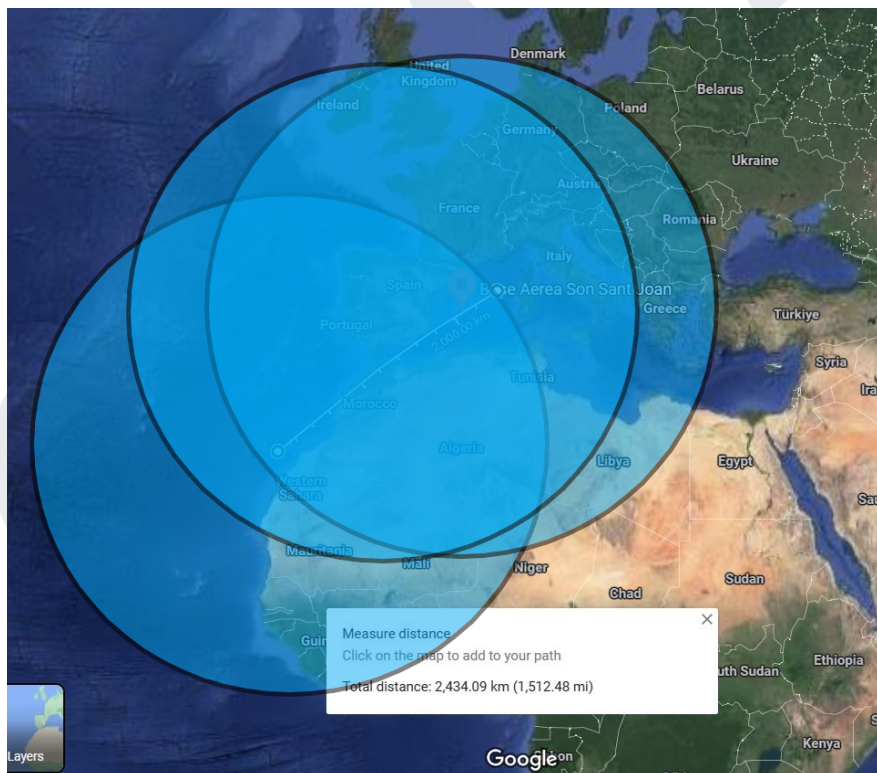 Denmark
United
Kingdom
Ireland
Belarus
Poland
Germany
Ukraine
Austria
France
Romania
Italy
Spain
Base Aerea Son Sant Joan
Greece
Portugal
Türkiye
2,000.00 km
Syria
Tunisia
Morocco
Algeria
Libya
Egypt
Western
Sahara
Mauritania
Mali
Niger
Chad
Sudan
Measure distance
Click on the map to add to your path
Total distance: 2,434.09 km (1,512.48 mi)
Ethiopia
Kenya
Layers
Google